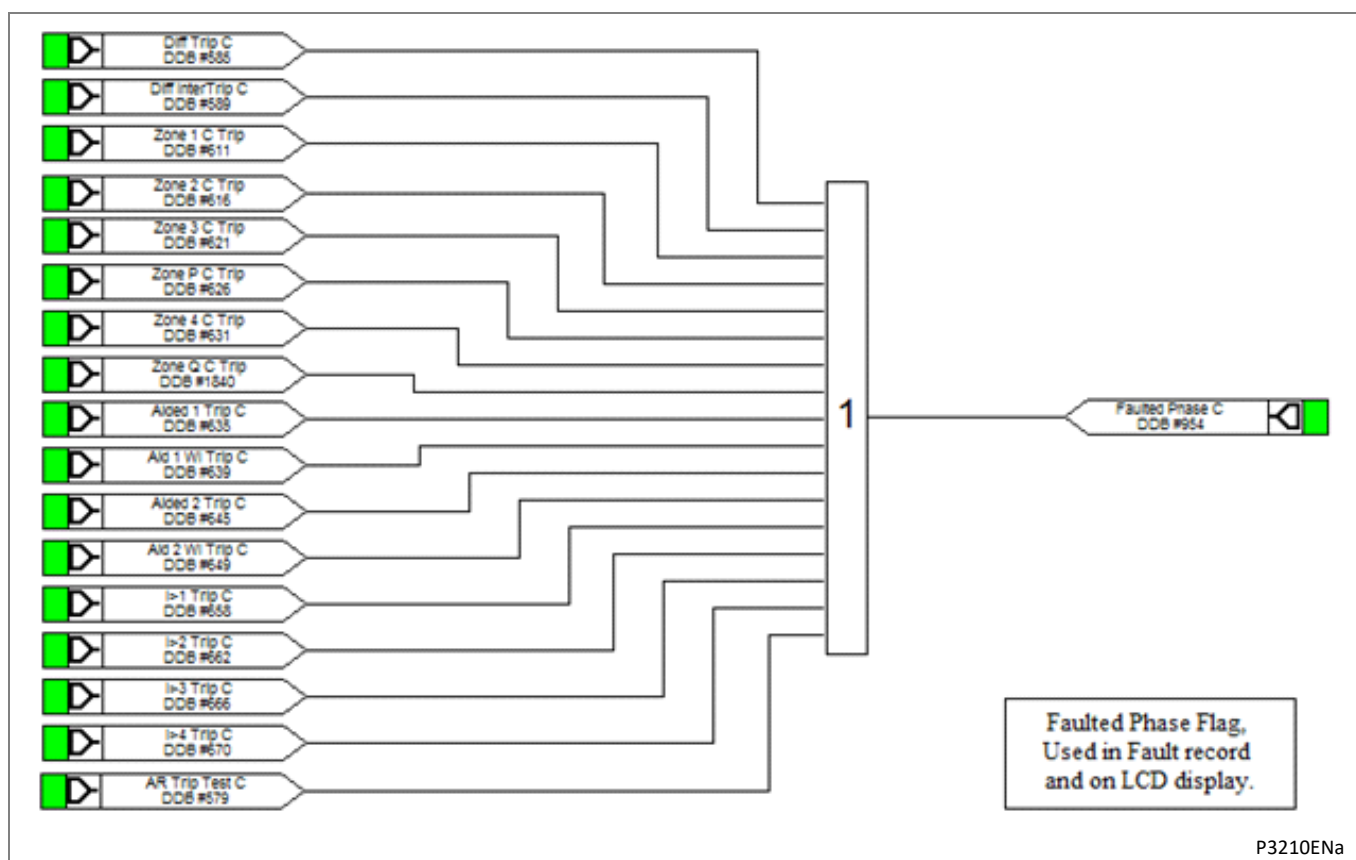 Diff Trip C
DDB #585
Diff InterTrip C
DDB #589
Zone 1 C Trip
DDB #611
Zone 2 C Trip
DDB #616
Zone 3 C Trip
DDB #621
Zone P C Trip
DDB #626
Zone 4 C Trip
DDB #631
Zone Q C Trip
DDB #1840
Aided 1 Trip C
DDB #635
Aid 1 WI Trip C
DDB #639
Aided 2 Trip C
DDB #645
Aid 2 WI Trip C
DDB #649
I>1 Trip C
DDB #658
I>2 Trip C
DDB #662
I>3 Trip C
DDB #666
I>4 Trip C
DDB #670
AR Trip Test C
DDB #579
1
Faulted Phase C
DDB #954
Faulted Phase Flag,
Used in Fault record
and on LCD display.
P3210ENa